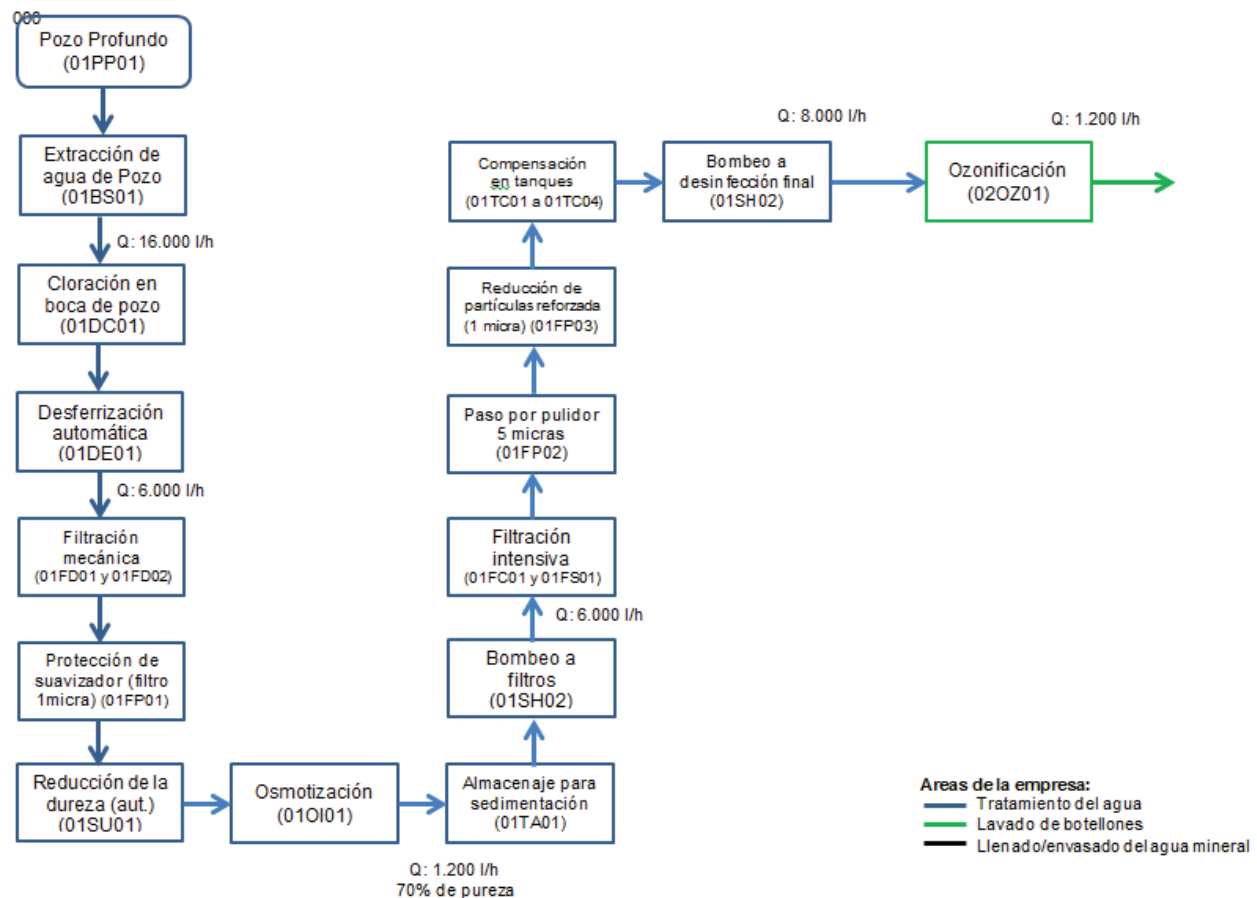 000
Pozo Profundo
(01PP01)
Extracción de
agua de Pozo
(01BS01)
Q: 16.000 l/h
Cloración en
boca de pozo
(01DC01)
Desferrización
automática
(01DE01)
Q: 6.000 l/h
Filtración
mecánica
(01FD01 y 01FD02)
Protección de
suavizador (filtro
1micra) (01FP01)
Reducción de la
dureza (aut.)
(01SU01)
Osmotización
(01OI01)
Q: 1.200 l/h
70% de pureza
Almacenaje para
sedimentación
(01TA01)
Bombeo a
filtros
(01SH02)
Q: 6.000 l/h
Filtración
intensiva
(01FC01 y 01FS01)
Paso por pulidor
5 micras
(01FP02)
Reducción de
partículas reforzada
(1 micra) (01FP03)
Compensación
en tanques
(01TC01 a 01TC04)
Bombeo a
desinfección final
(01SH02)
Q: 8.000 l/h
Ozonificación
(02OZ01)
Q: 1.200 l/h
Areas de la empresa:
Tratamiento del agua
Lavado de botellones
Llenado/envasado del agua mineral